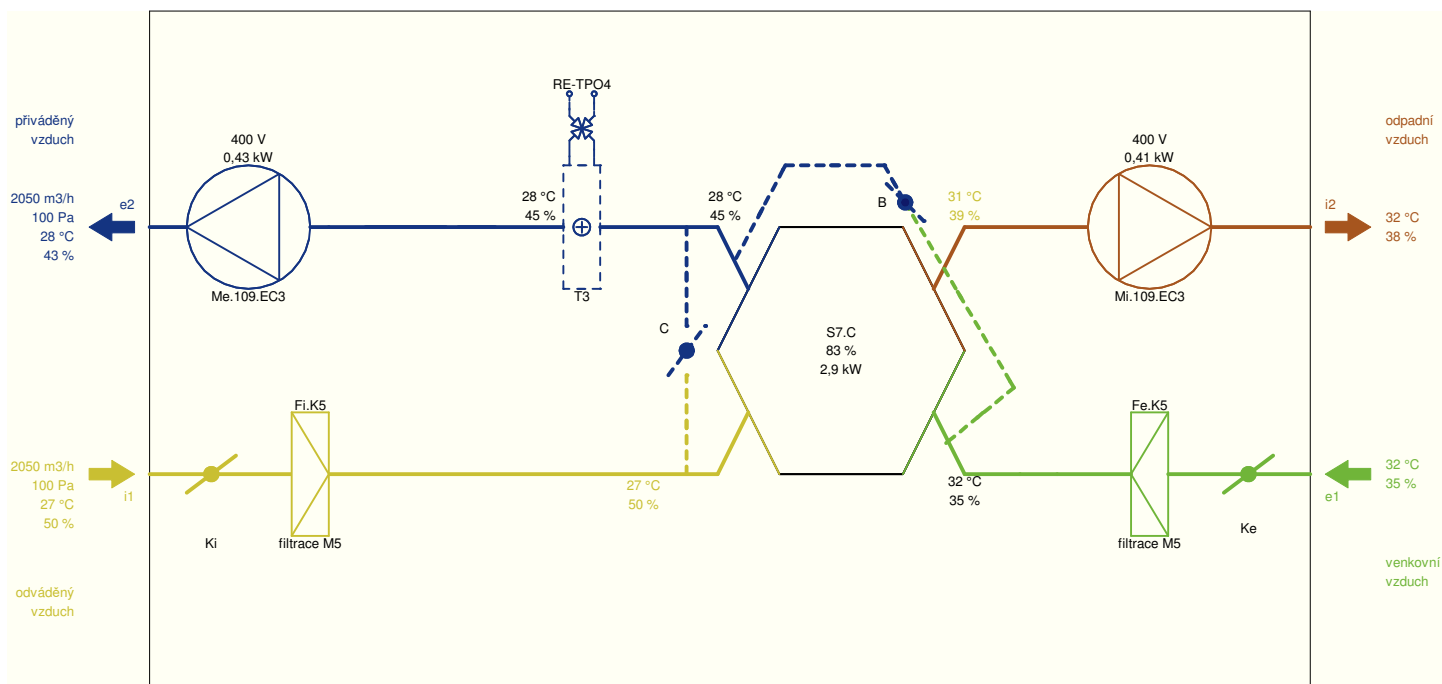 RE-TPO4
přiváděný
vzduch
400 V
0,43 kW
400 V
0,41 kW
odpadní
vzduch
2050 m3/h
100 Pa
28 °C
43 %
e2
28 °C
45 %
28 °C
45 %
B
31 °C
39 %
i2
32 °C
38 %
Me.109.EC3
T3
Mi.109.EC3
C
S7.C
83 %
2,9 kW
Fi.K5
Fe.K5
2050 m3/h
100 Pa
27 °C
50 %
i1
27 °C
50 %
32 °C
35 %
32 °C
35 %
e1
Ki
filtrace M5
filtrace M5
Ke
odváděný
vzduch
venkovní
vzduch